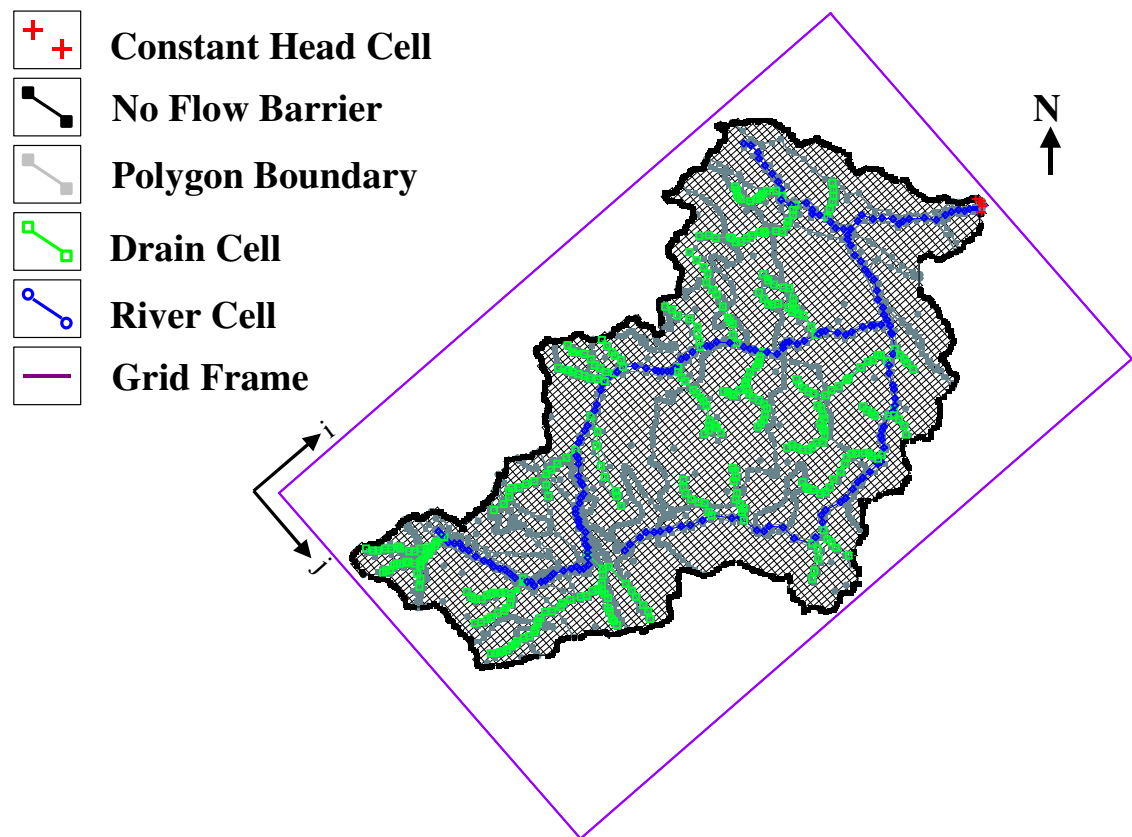 Constant Head Cell
No Flow Barrier
Polygon Boundary
Drain Cell
River Cell
Grid Frame
N
i
j